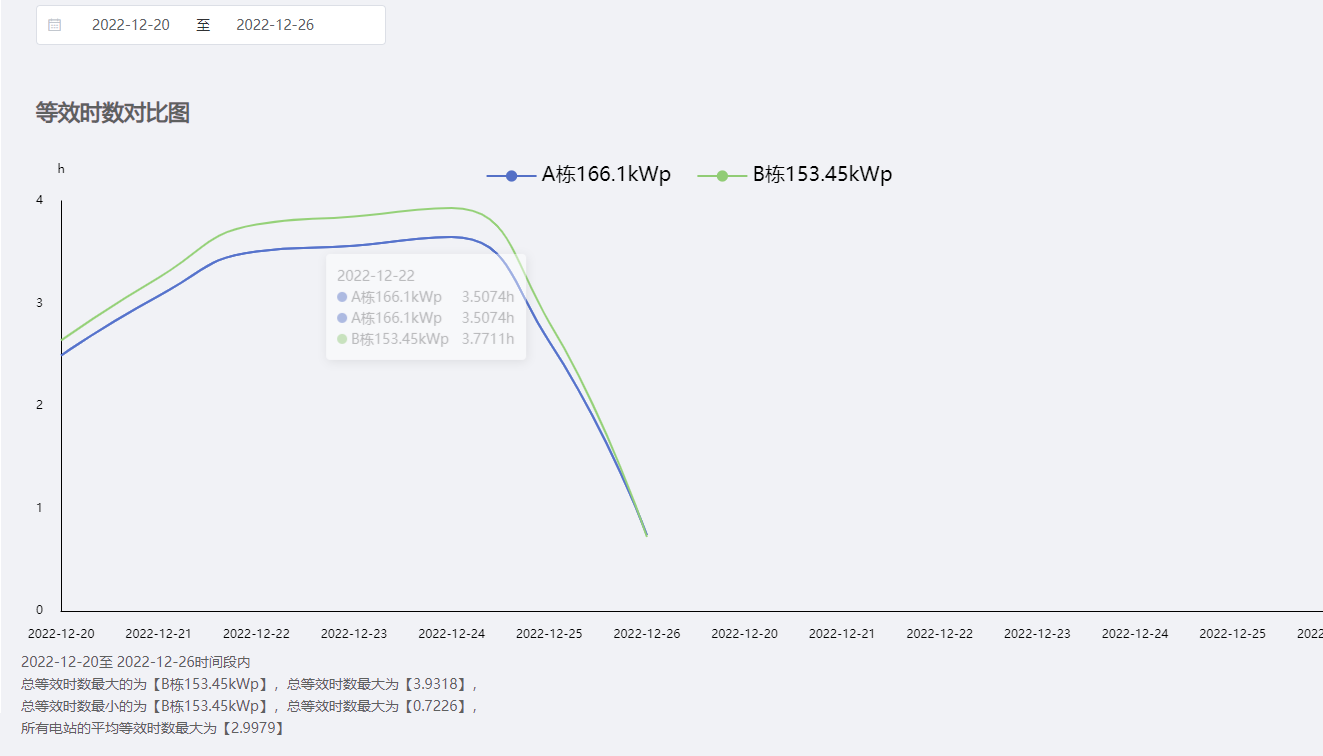 2022-12-20 至 2022-12-26
等效时数对比图
h
A栋166.1kWp B栋153.45kWp
4
3
2
1
0
2022-12-22
A栋166.1kWp 3.5074h
A栋166.1kWp 3.5074h
B栋153.45kWp 3.7711h
2022-12-20 2022-12-21 2022-12-22 2022-12-23 2022-12-24 2022-12-25 2022-12-26 2022-12-20 2022-12-21 2022-12-22 2022-12-23 2022-12-24 2022-12-25 2022
2022-12-20至 2022-12-26时间段内
总等效时数最大的为【B栋153.45kWp】，总等效时数最大为【3.9318】，
总等效时数最小的为【B栋153.45kWp】，总等效时数最大为【0.7226】，
所有电站的平均等效时数最大为【2.9979】